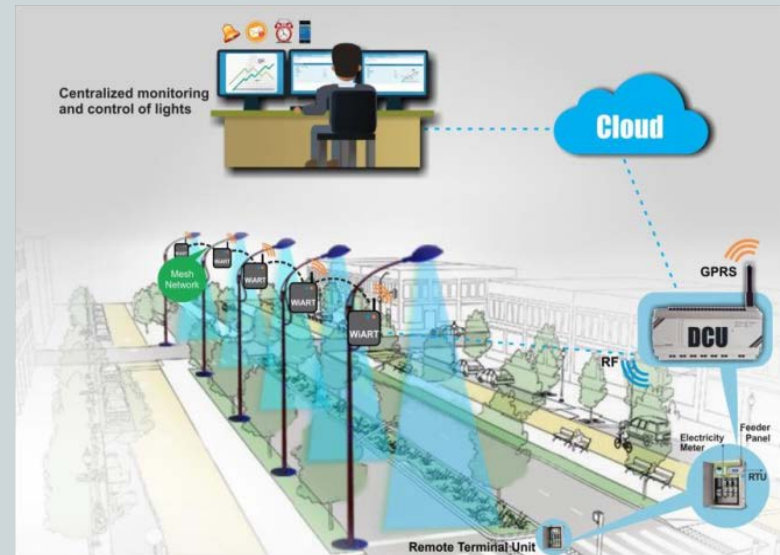 Centralized monitoring
and control of lights
Cloud
Mesh
Network
WiART
WiART
WiART
WiART
WiART
GPRS
DCU
RF
Electricity
Meter
Feeder
Panel
RTU
Remote Terminal Unit